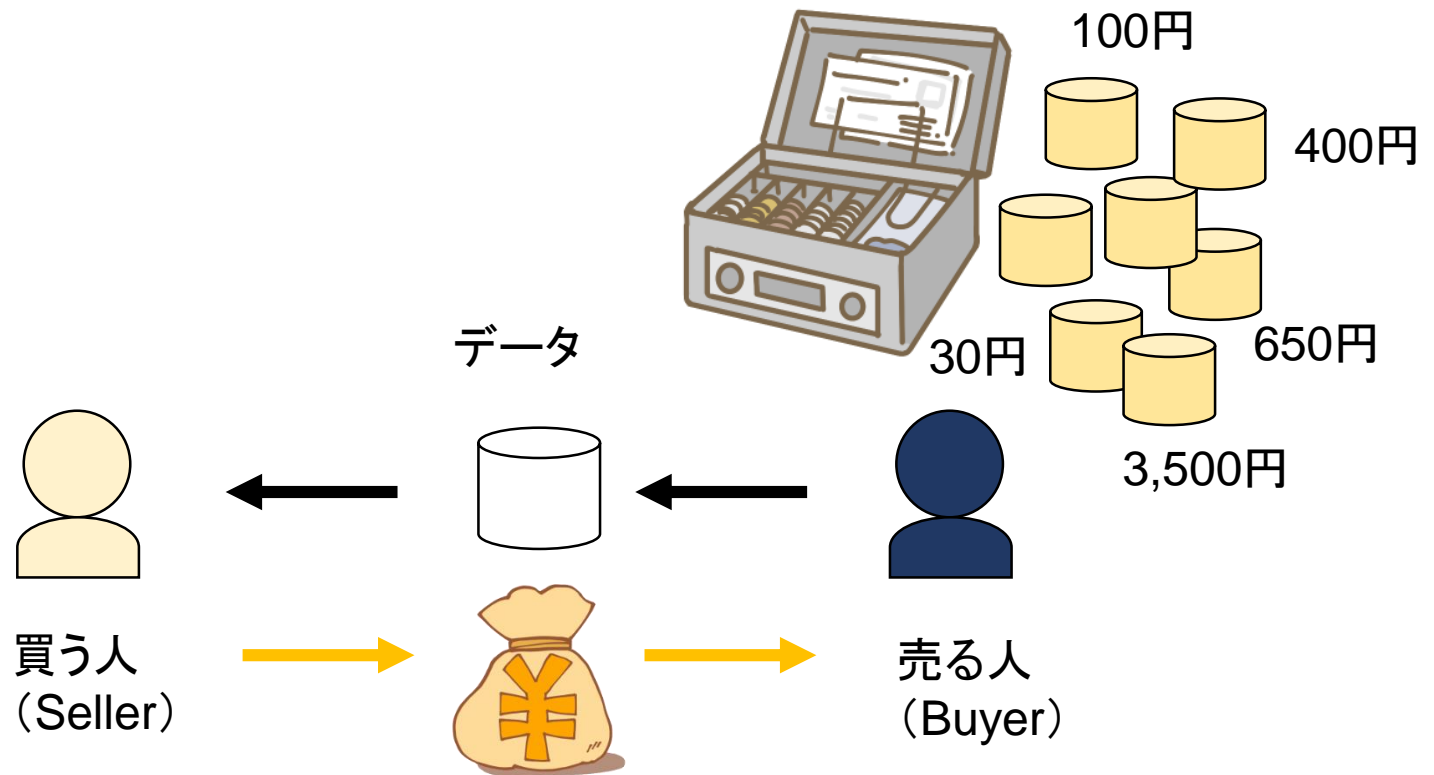 100円
400円
650円
30円
3,500円
データ
買う人
（Seller）
¥
売る人
（Buyer）